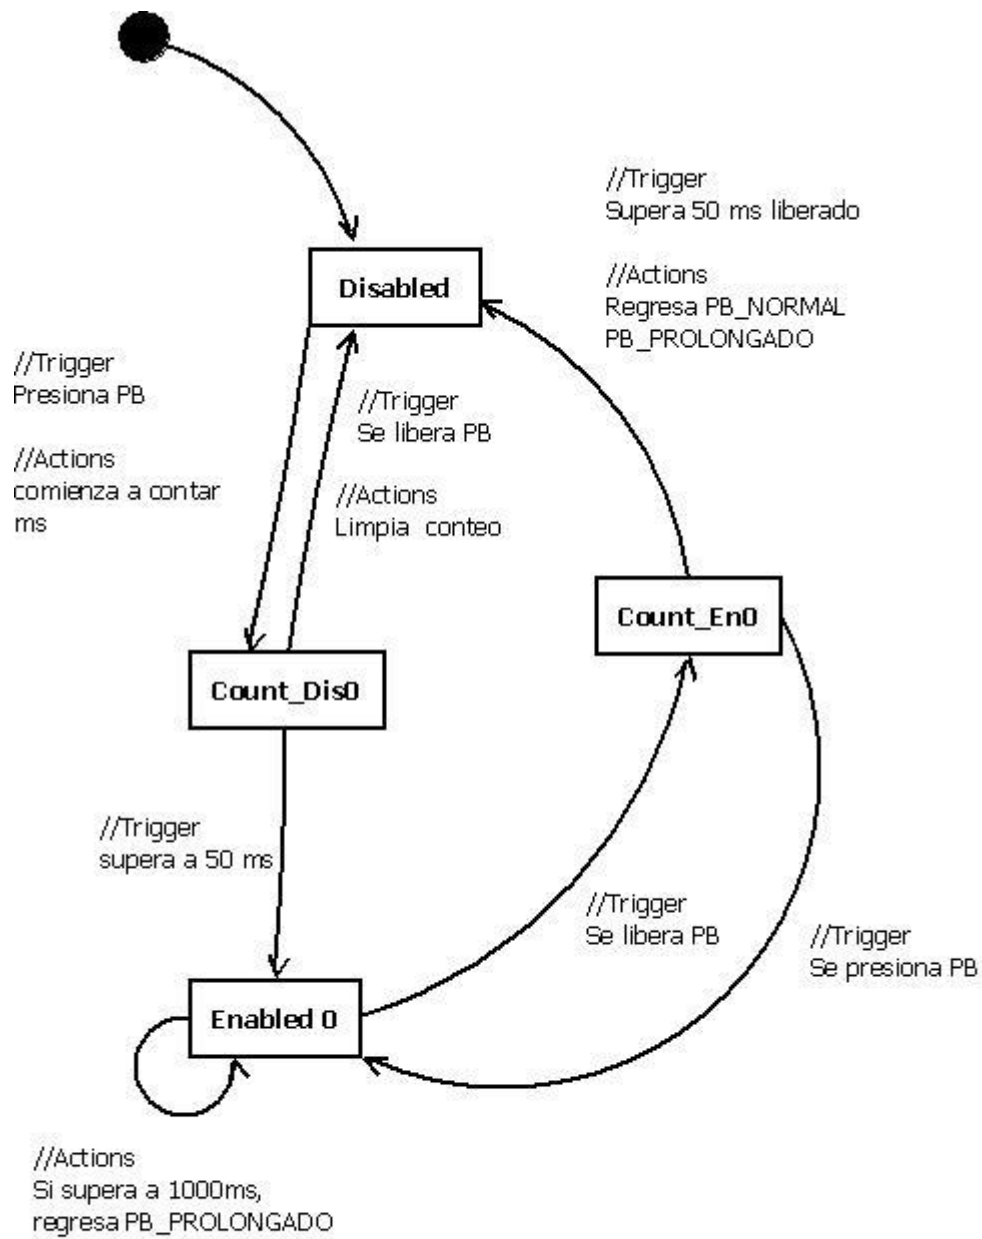 //Trigger
Supera 50 ms liberado
//Actions
Regresa PB_NORMAL
PB_PROLONGADO
Disabled
//Trigger
Presiona PB
//Actions
comienza a contar
ms
//Trigger
Se libera PB
//Actions
Limpia conteo
Count_En0
Count_Dis0
//Trigger
supera a 50 ms
//Trigger
Se libera PB
//Trigger
Se presiona PB
Enabled 0
//Actions
Si supera a 1000ms,
regresa PB_PROLONGADO